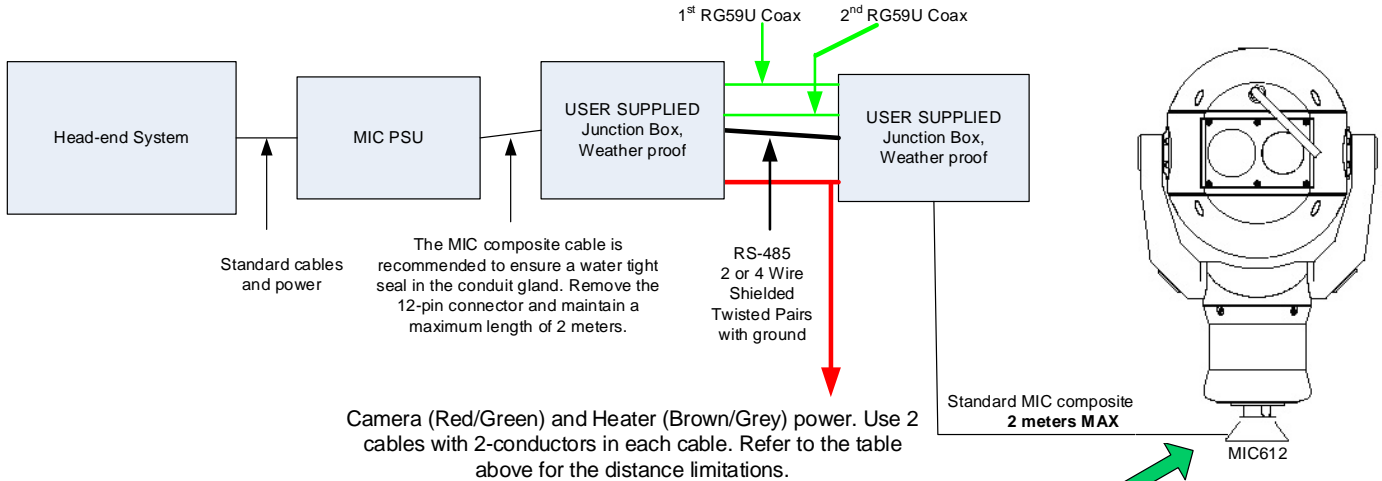 1st RG59U Coax
2nd RG59U Coax
Head-end System
MIC PSU
USER SUPPLIED
Junction Box,
Weather proof
USER SUPPLIED
Junction Box,
Weather proof
Standard cables
and power
The MIC composite cable is
recommended to ensure a water tight
seal in the conduit gland. Remove the
12-pin connector and maintain a
maximum length of 2 meters.
RS-485
2 or 4 Wire
Shielded
Twisted Pairs
with ground
Camera (Red/Green) and Heater (Brown/Grey) power. Use 2
cables with 2-conductors in each cable. Refer to the table
above for the distance limitations.
Standard MIC composite
2 meters MAX
MIC612